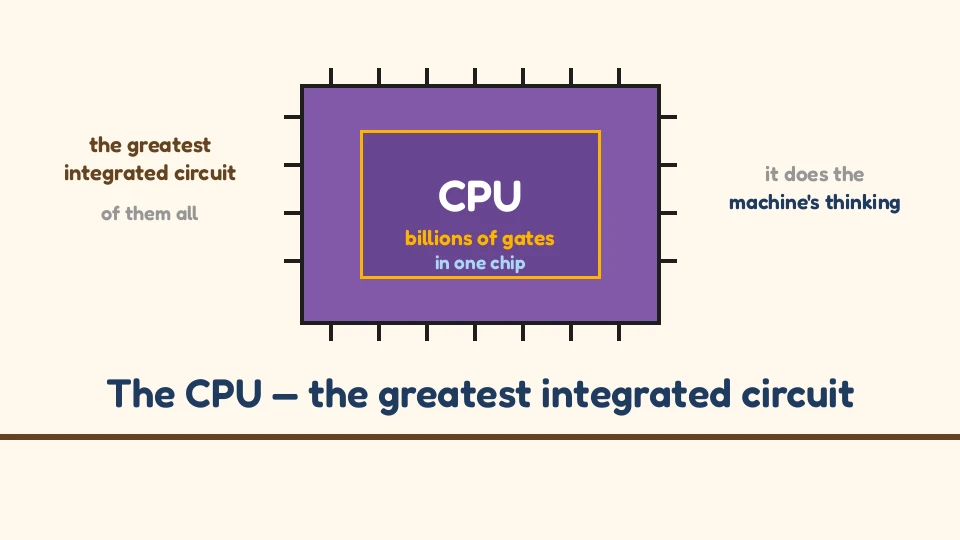 the greatest
integrated circuit
of them all
CPU
billions of gates
in one chip
it does the
machine's thinking
The CPU — the greatest integrated circuit